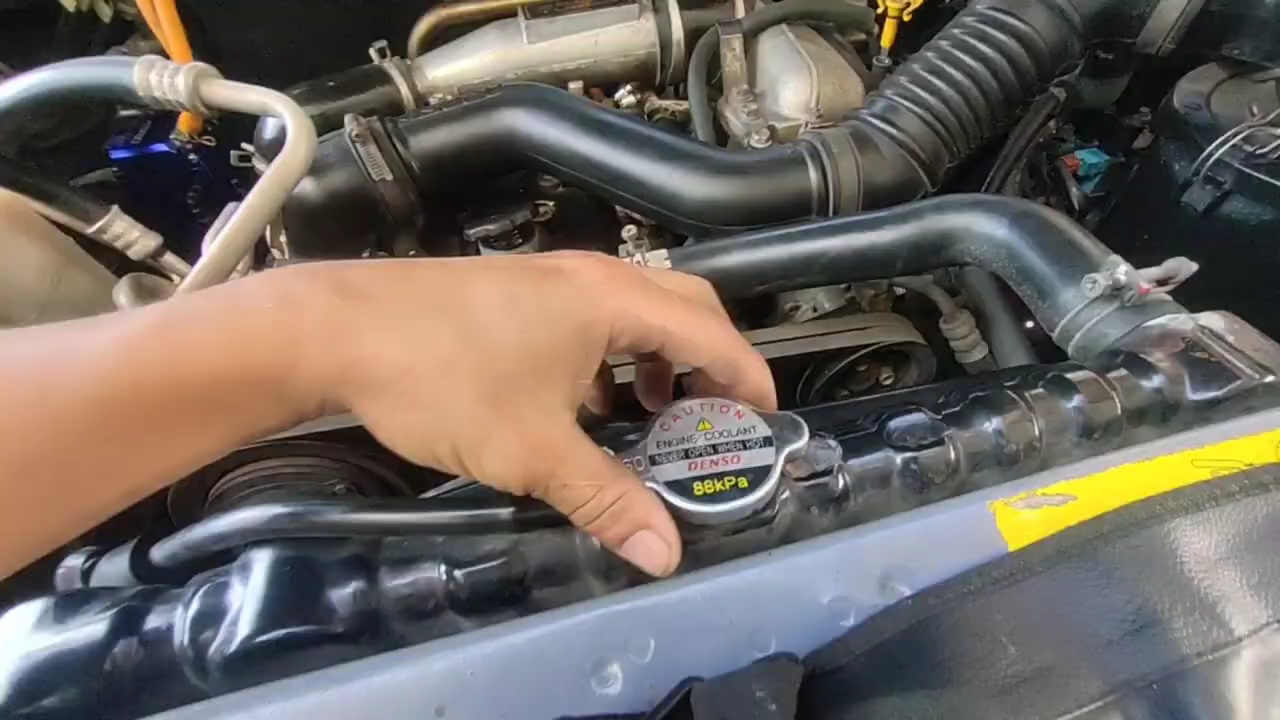 CAUTION
ENGINE COOLANT
NEVER OPEN WHEN HOT
DENSO
88kPa